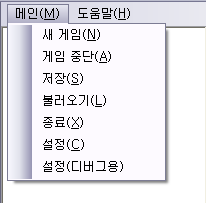 메인(M) 도움말(H)
새 게임(N)
게임 중단(A)
저장(S)
불러오기(L)
종료(X)
설정(C)
설정(디버그용)